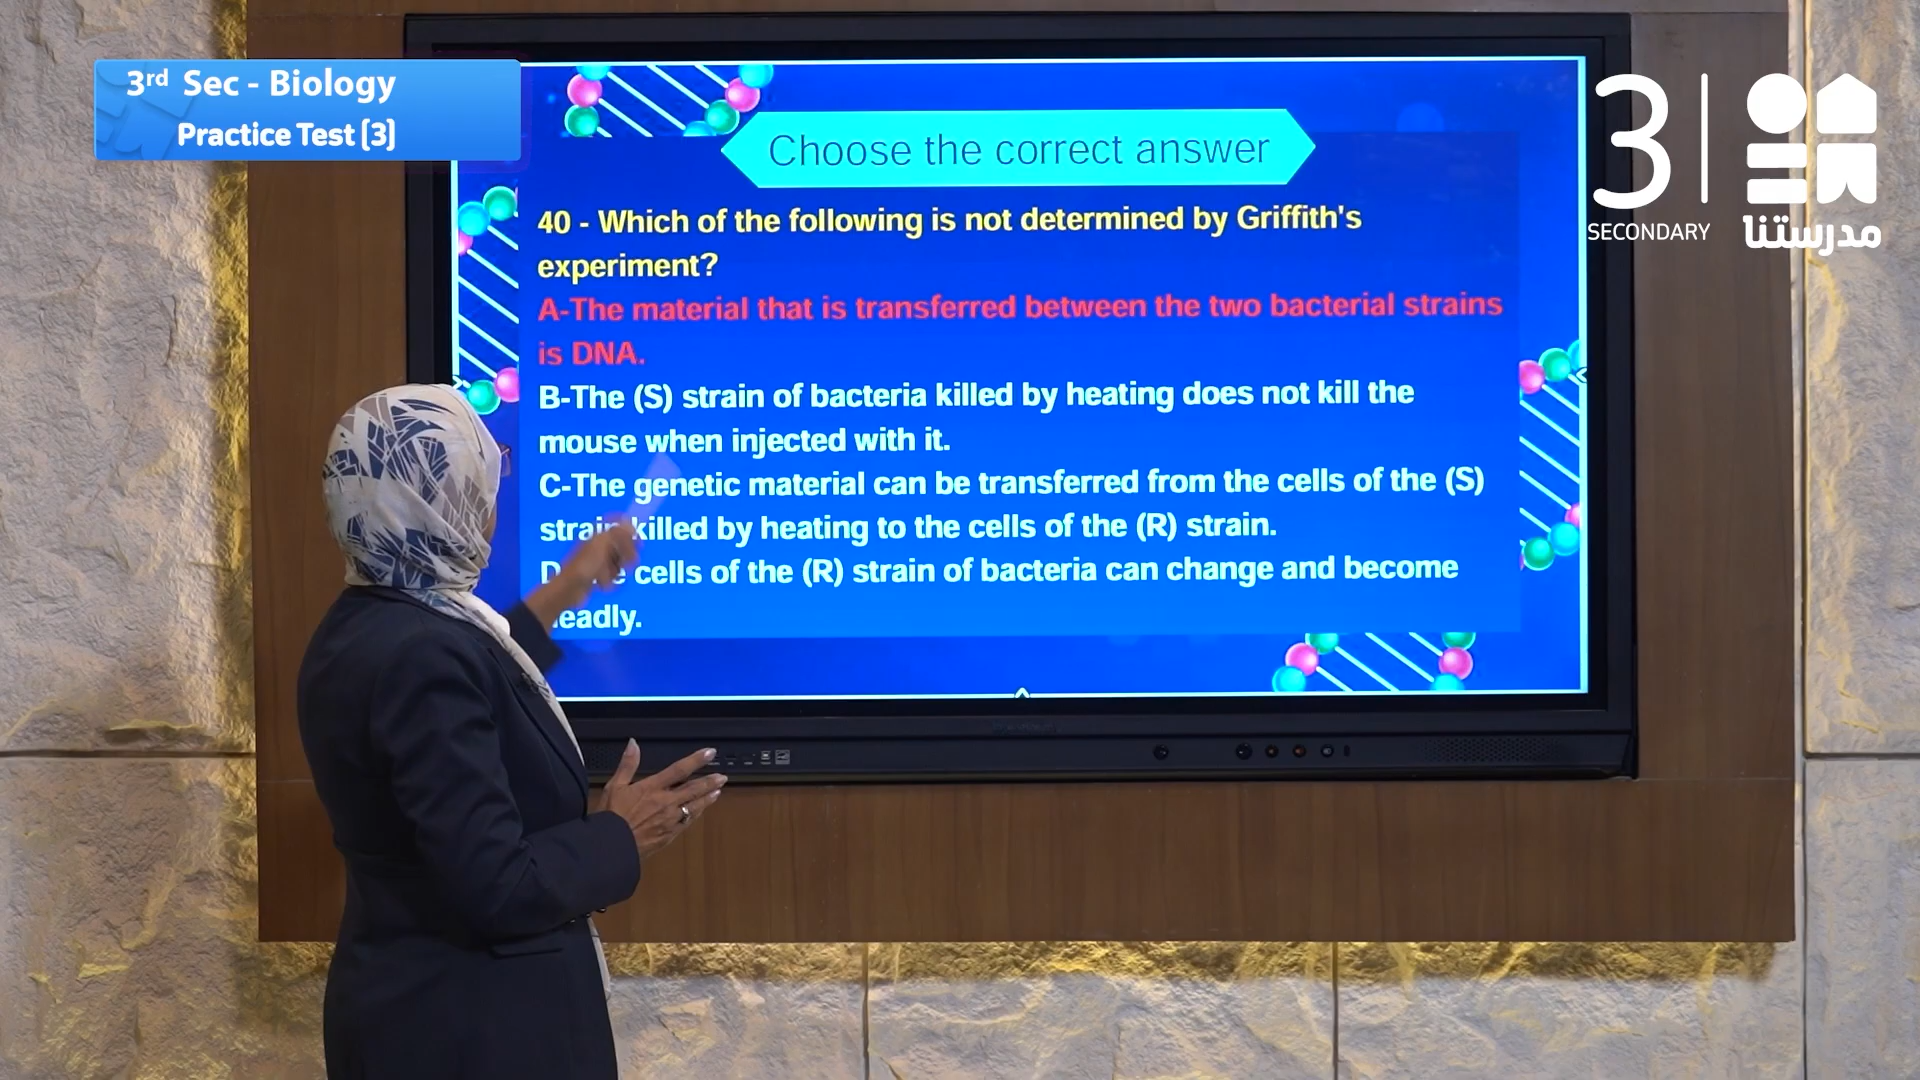 3rd Sec - Biology
Practice Test [3]
3
SECONDARY
مدرستنا
Choose the correct answer
40 - Which of the following is not determined by Griffith's
experiment?
A-The material that is transferred between the two bacterial strains
is DNA.
B-The (S) strain of bacteria killed by heating does not kill the
mouse when injected with it.
C-The genetic material can be transferred from the cells of the (S)
strain killed by heating to the cells of the (R) strain.
cells of the (R) strain of bacteria can change and become
eadly.